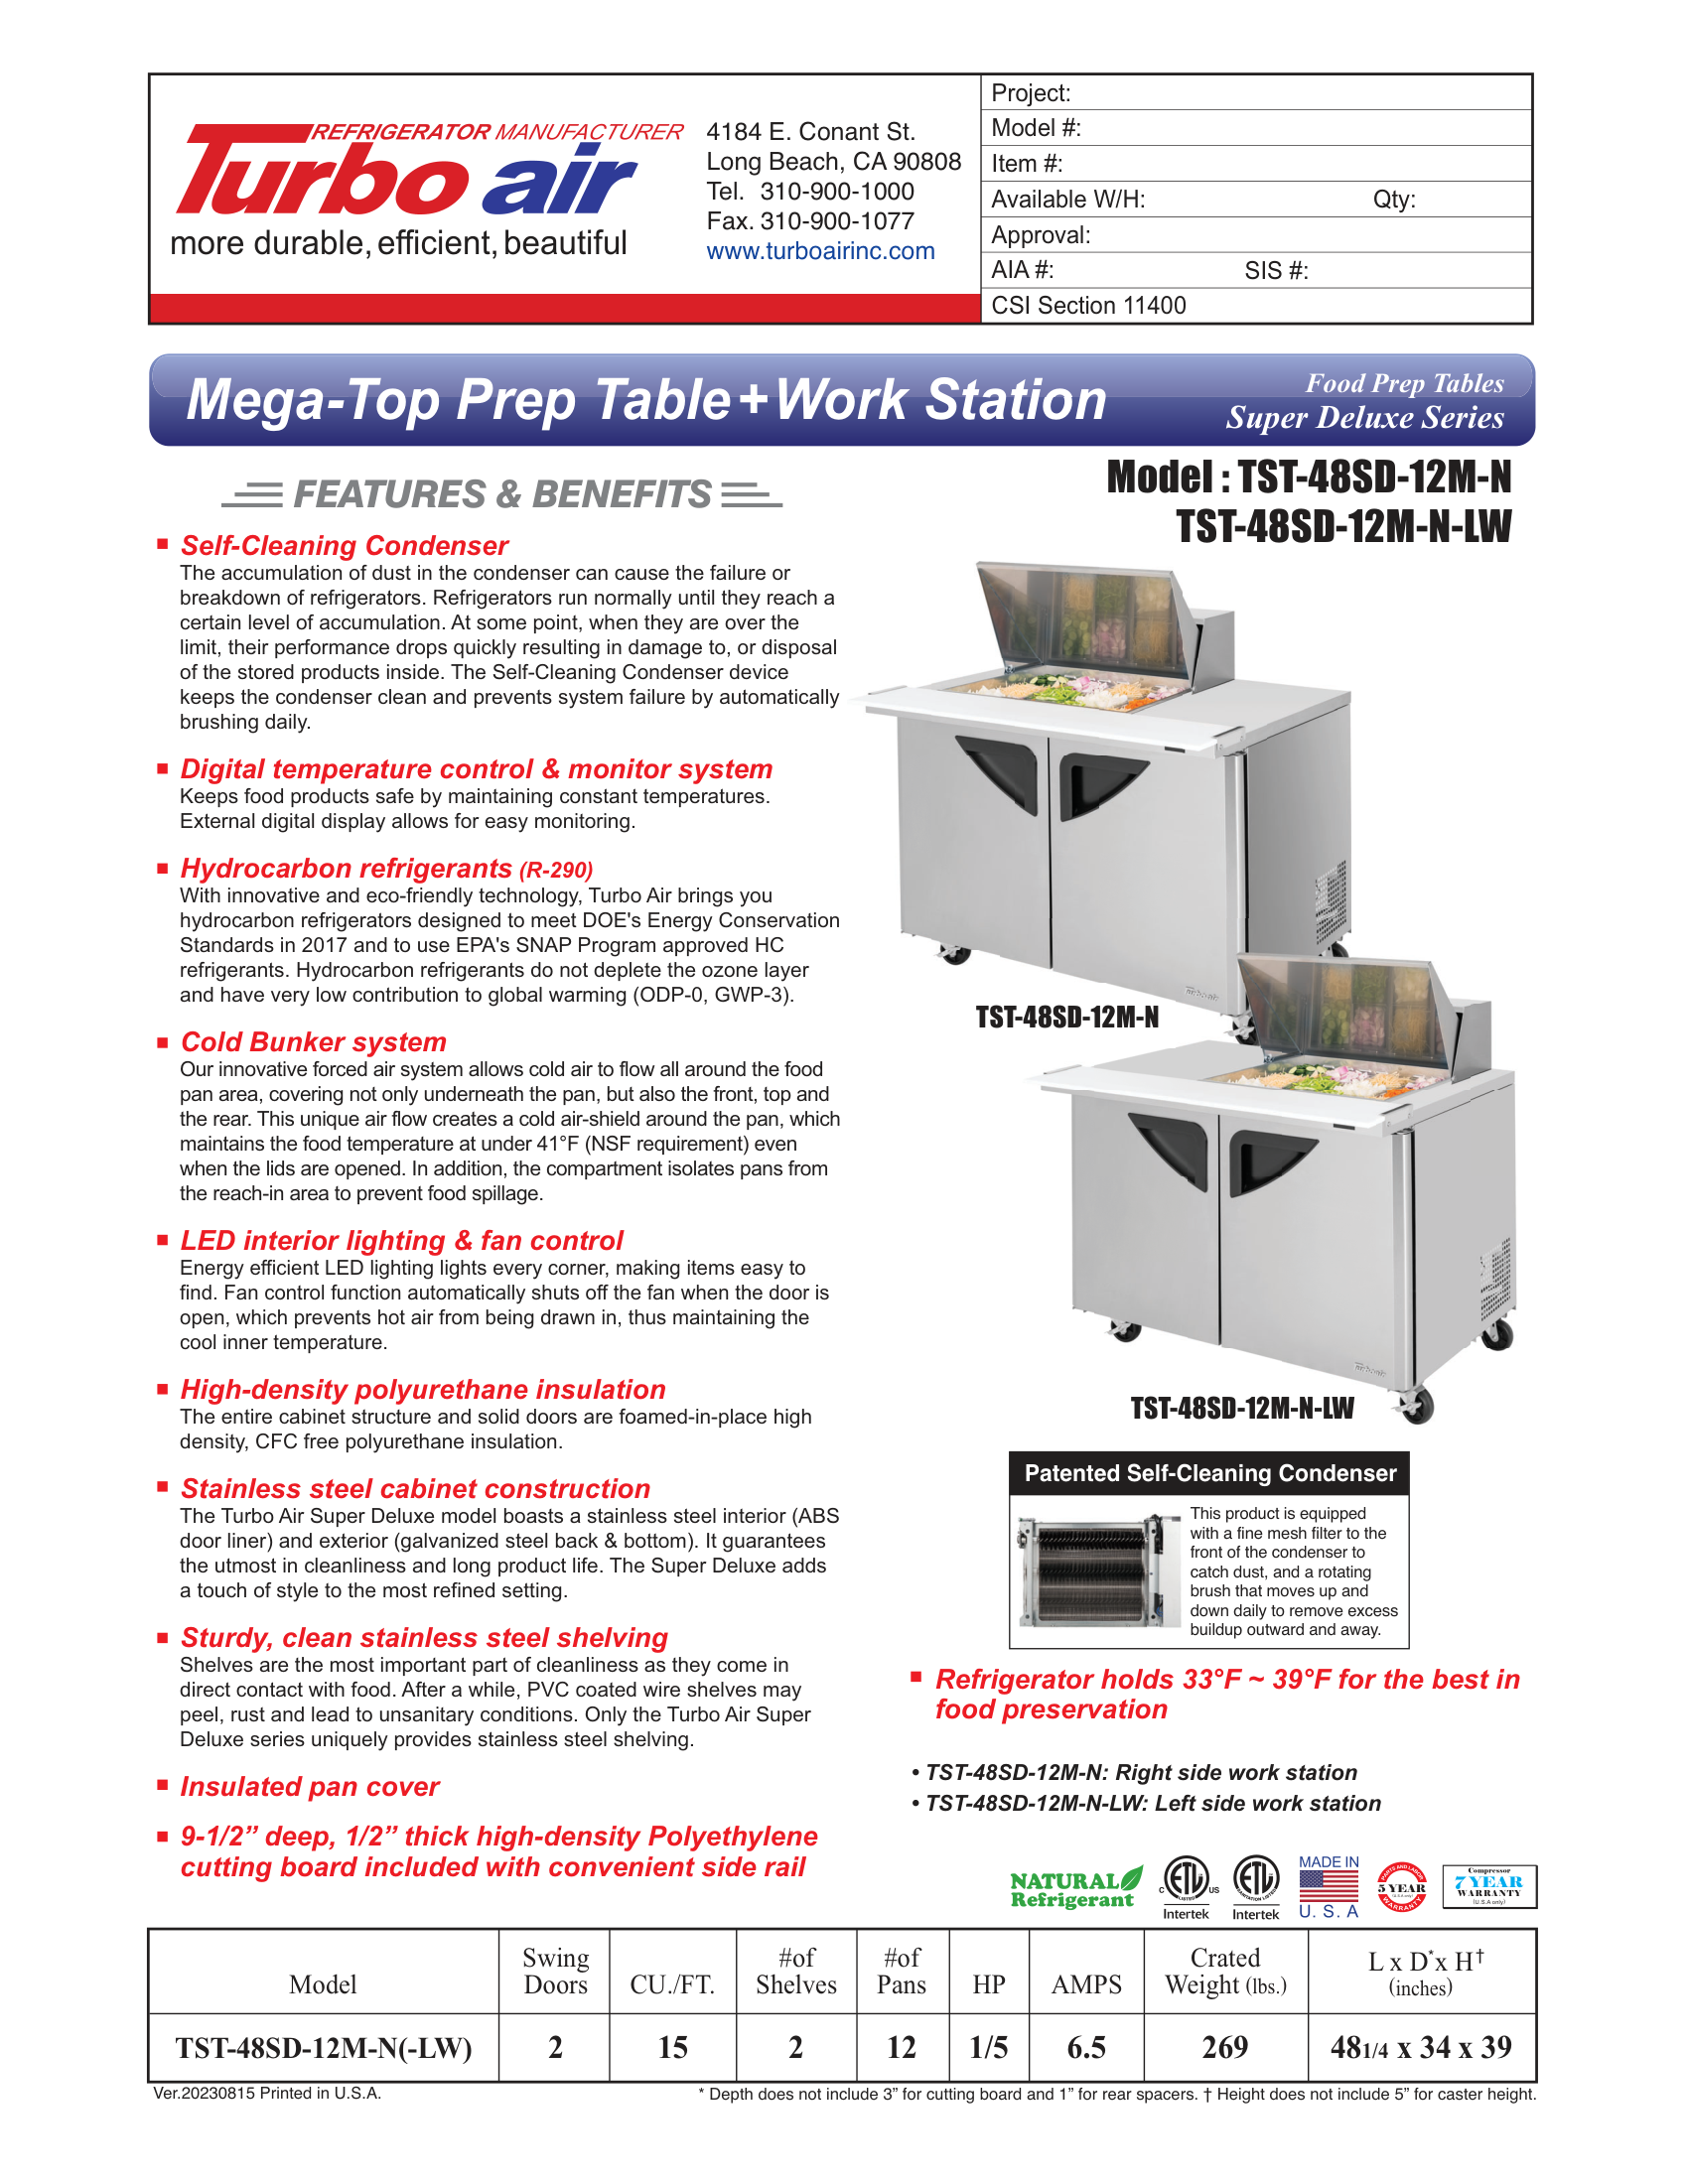 REFRIGERATOR MANUFACTURER
Turbo air
more durable, efficient, beautiful
4184 E. Conant St.
Long Beach, CA 90808
Tel. 310-900-1000
Fax. 310-900-1077
www.turboairinc.com
Project:
Model #:
Item #:
Available W/H: Qty:
Approval:
AIA #: SIS #:
CSI Section 11400
Mega-Top Prep Table+Work Station
Food Prep Tables
Super Deluxe Series
FEATURES & BENEFITS
Model : TST-48SD-12M-N
TST-48SD-12M-N-LW
■ Self-Cleaning Condenser
The accumulation of dust in the condenser can cause the failure or
breakdown of refrigerators. Refrigerators run normally until they reach a
certain level of accumulation. At some point, when they are over the
limit, their performance drops quickly resulting in damage to, or disposal
of the stored products inside. The Self-Cleaning Condenser device
keeps the condenser clean and prevents system failure by automatically
brushing daily.
■ Digital temperature control & monitor system
Keeps food products safe by maintaining constant temperatures.
External digital display allows for easy monitoring.
■ Hydrocarbon refrigerants (R-290)
With innovative and eco-friendly technology, Turbo Air brings you
hydrocarbon refrigerators designed to meet DOE's Energy Conservation
Standards in 2017 and to use EPA's SNAP Program approved HC
refrigerants. Hydrocarbon refrigerants do not deplete the ozone layer
and have very low contribution to global warming (ODP-0, GWP-3).
■ Cold Bunker system
Our innovative forced air system allows cold air to flow all around the food
pan area, covering not only underneath the pan, but also the front, top and
the rear. This unique air flow creates a cold air-shield around the pan, which
maintains the food temperature at under 41°F (NSF requirement) even
when the lids are opened. In addition, the compartment isolates pans from
the reach-in area to prevent food spillage.
■ LED interior lighting & fan control
Energy efficient LED lighting lights every corner, making items easy to
find. Fan control function automatically shuts off the fan when the door is
open, which prevents hot air from being drawn in, thus maintaining the
cool inner temperature.
■ High-density polyurethane insulation
The entire cabinet structure and solid doors are foamed-in-place high
density, CFC free polyurethane insulation.
■ Stainless steel cabinet construction
The Turbo Air Super Deluxe model boasts a stainless steel interior (ABS
door liner) and exterior (galvanized steel back & bottom). It guarantees
the utmost in cleanliness and long product life. The Super Deluxe adds
a touch of style to the most refined setting.
■ Sturdy, clean stainless steel shelving
Shelves are the most important part of cleanliness as they come in
direct contact with food. After a while, PVC coated wire shelves may
peel, rust and lead to unsanitary conditions. Only the Turbo Air Super
Deluxe series uniquely provides stainless steel shelving.
■ Insulated pan cover
■ 9-1/2” deep, 1/2” thick high-density Polyethylene
cutting board included with convenient side rail
Turbo air
TST-48SD-12M-N
Turbo air
TST-48SD-12M-N-LW
Patented Self-Cleaning Condenser
This product is equipped
with a fine mesh filter to the
front of the condenser to
catch dust, and a rotating
brush that moves up and
down daily to remove excess
buildup outward and away.
■ Refrigerator holds 33°F ~ 39°F for the best in
food preservation
• TST-48SD-12M-N: Right side work station
• TST-48SD-12M-N-LW: Left side work station
NATURAL
Refrigerant
C ETL US
LISTED
Intertek
ETL
SANITATION LISTED
Intertek
MADE IN
U. S. A
PARTS AND LABOR
5 YEAR
(U.S.A only)
WARRANTY
Compressor
7 YEAR
WARRANTY
(U.S.A only)
Model Swing Doors CU./FT. #of Shelves #of Pans HP AMPS Crated Weight (lbs.) L x D*x H† (inches)
TST-48SD-12M-N(-LW) 2 15 2 12 1/5 6.5 269 481/4 x 34 x 39
Ver.20230815 Printed in U.S.A.
* Depth does not include 3” for cutting board and 1” for rear spacers. † Height does not include 5” for caster height.